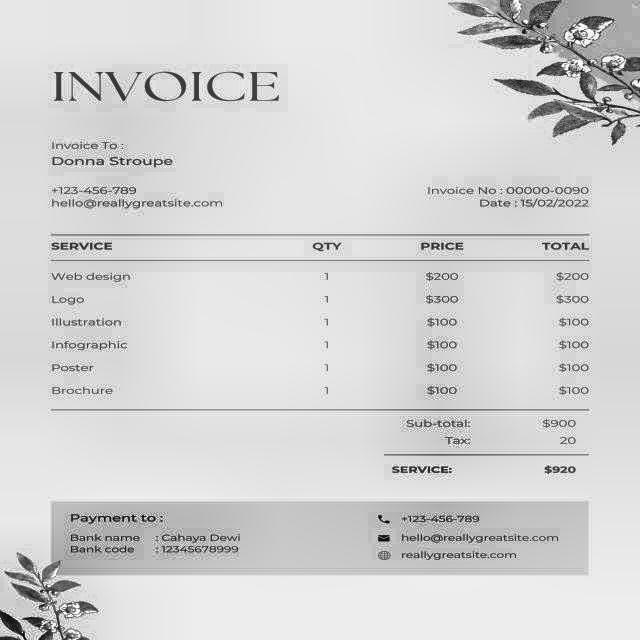 INVOICE
Invoice To :
Donna Stroupe
+123-456-789
hello@reallygreatsite.com
Invoice No : 00000-0090
Date : 15/02/2022
SERVICE QTY PRICE TOTAL
Web design 1 $200 $200
Logo 1 $300 $300
Illustration 1 $100 $100
Infographic 1 $100 $100
Poster 1 $100 $100
Brochure 1 $100 $100
Sub-total: $900
Tax: 20
SERVICE: $920
Payment to :
Bank name : Cahaya Dewi
Bank code : 12345678999
+123-456-789
hello@reallygreatsite.com
reallygreatsite.com